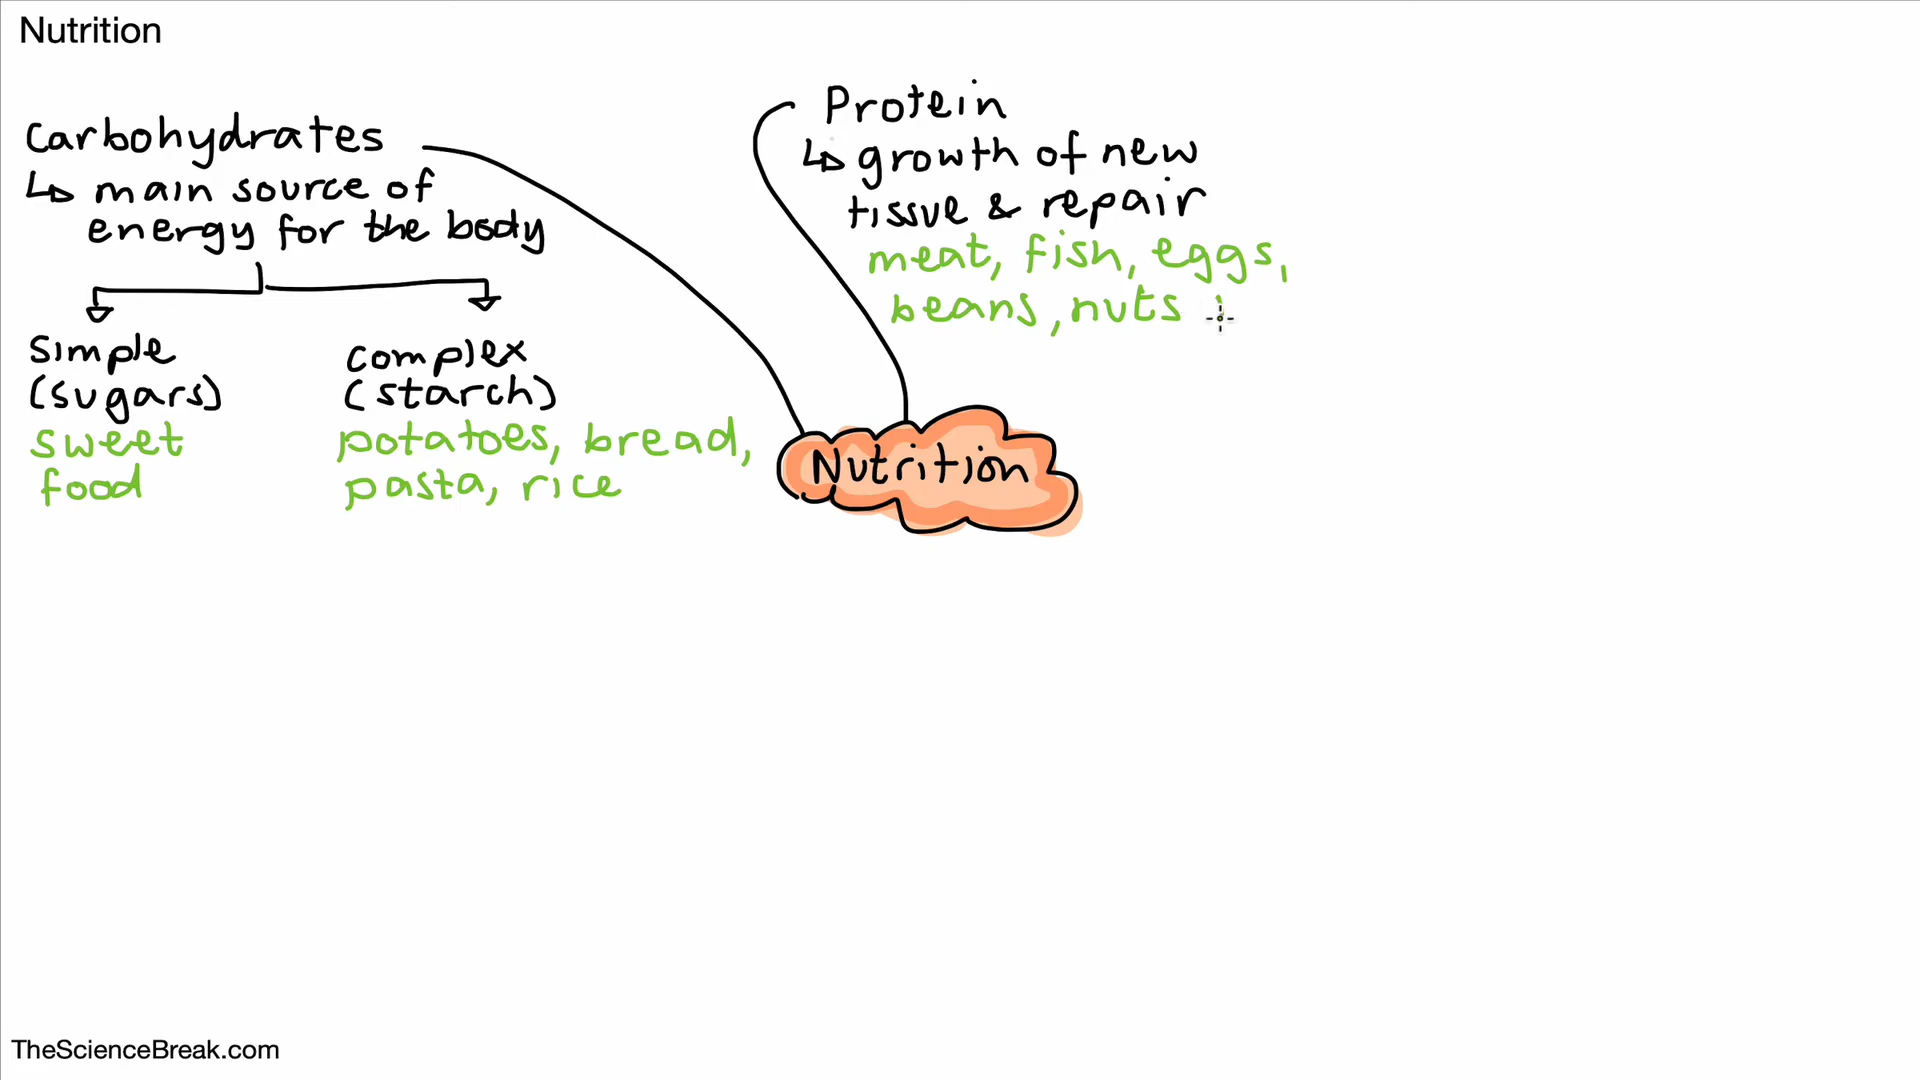 Nutrition
Carbohydrates
main source of
energy for the body
simple
(sugars)
sweet
food
complex
(starch)
potatoes, bread,
pasta, rice
Protein
growth of new
tissue & repair
meat, fish, eggs,
beans, nuts
Nutrition
TheScienceBreak.com